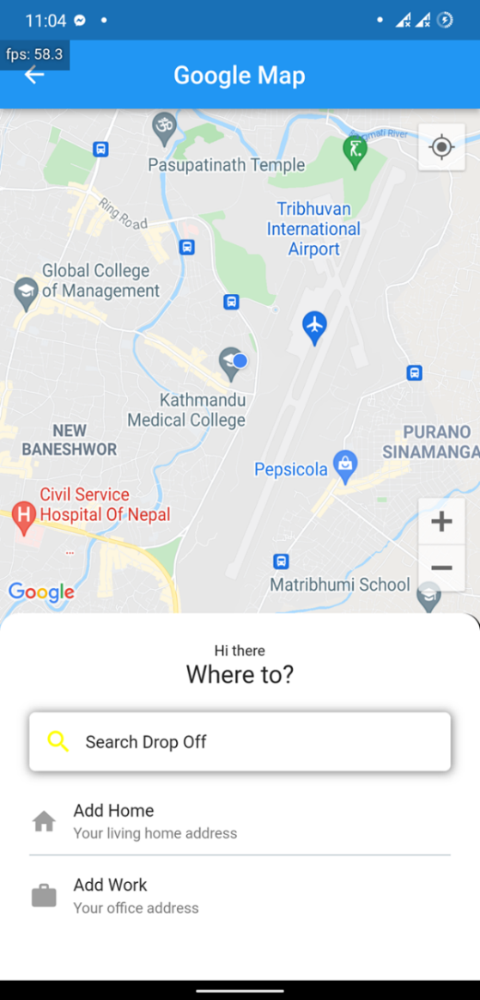 11:04
fps: 58.3
Google Map
Pasupatinath Temple
Ring Road
Tribhuvan
International
Airport
Global College
of Management
Kathmandu
Medical College
NEW
BANESHWOR
PURANO
SINAMANGA
Pepsicola
Civil Service
Hospital Of Nepal
H
Matribhumi School
Google
Hi there
Where to?
Search Drop Off
Add Home
Your living home address
Add Work
Your office address